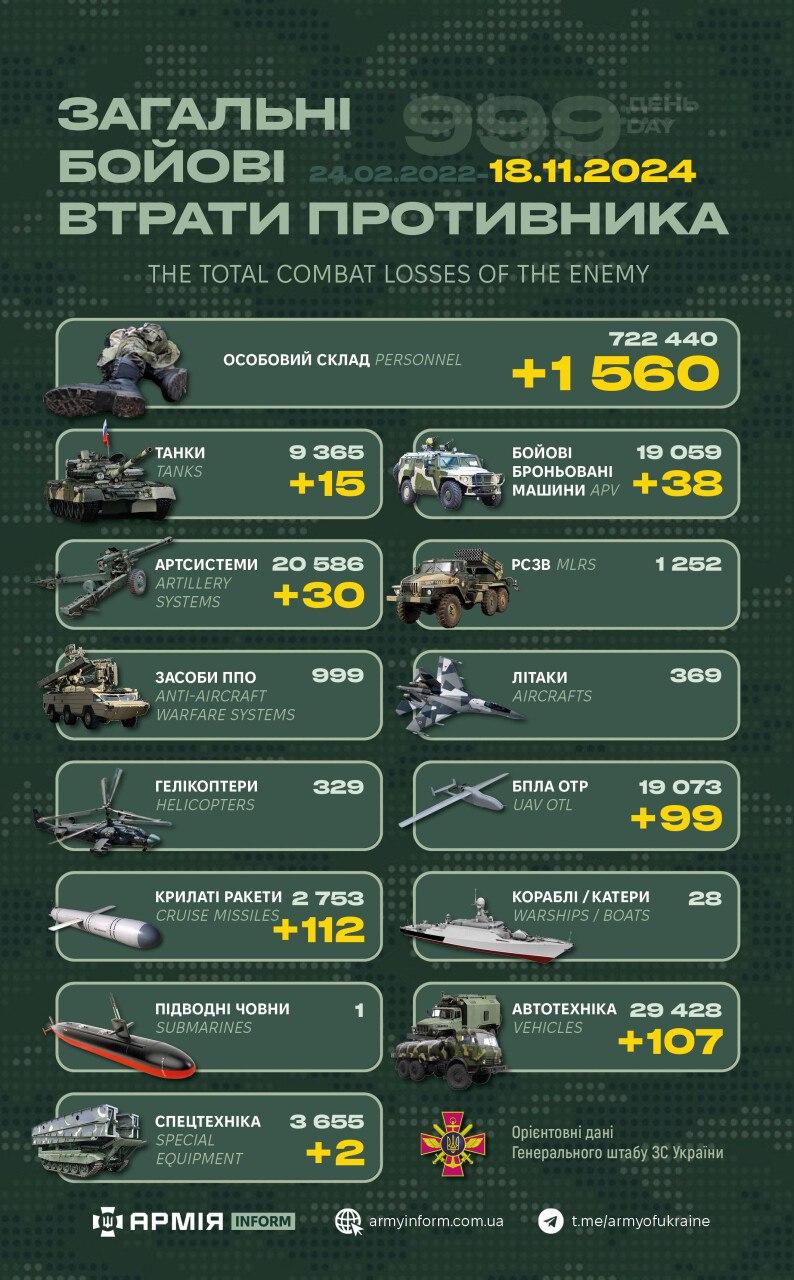 ЗАГАЛЬНІ
999 ДЕНЬ
DAY
БОЙОВІ
24.02.2022-18.11.2024
ВТРАТИ ПРОТИВНИКА
THE TOTAL COMBAT LOSSES OF THE ENEMY
ОСОБОВИЙ СКЛАД PERSONNEL
722 440
+1 560
ТАНКИ 9 365
TANKS
+15
БОЙОВІ 19 059
БРОНЬОВАНІ
МАШИНИ APV +38
АРТСИСТЕМИ 20 586
ARTILLERY
SYSTEMS
+30
РСЗВ MLRS 1 252
ЗАСОБИ ППО 999
ANTI-AIRCRAFT
WARFARE SYSTEMS
ЛІТАКИ 369
AIRCRAFTS
ГЕЛІКОПТЕРИ 329
HELICOPTERS
БПЛА ОТР 19 073
UAV OTL
+99
КРИЛАТІ РАКЕТИ 2 753
CRUISE MISSILES
+112
КОРАБЛІ / КАТЕРИ 28
WARSHIPS / BOATS
ПІДВОДНІ ЧОВНИ 1
SUBMARINES
АВТОТЕХНІКА 29 428
VEHICLES
+107
СПЕЦТЕХНІКА 3 655
SPECIAL
EQUIPMENT
+2
Орієнтовні дані
Генерального штабу ЗС України
АРМІЯ INFORM
armyinform.com.ua
t.me/armyofukraine